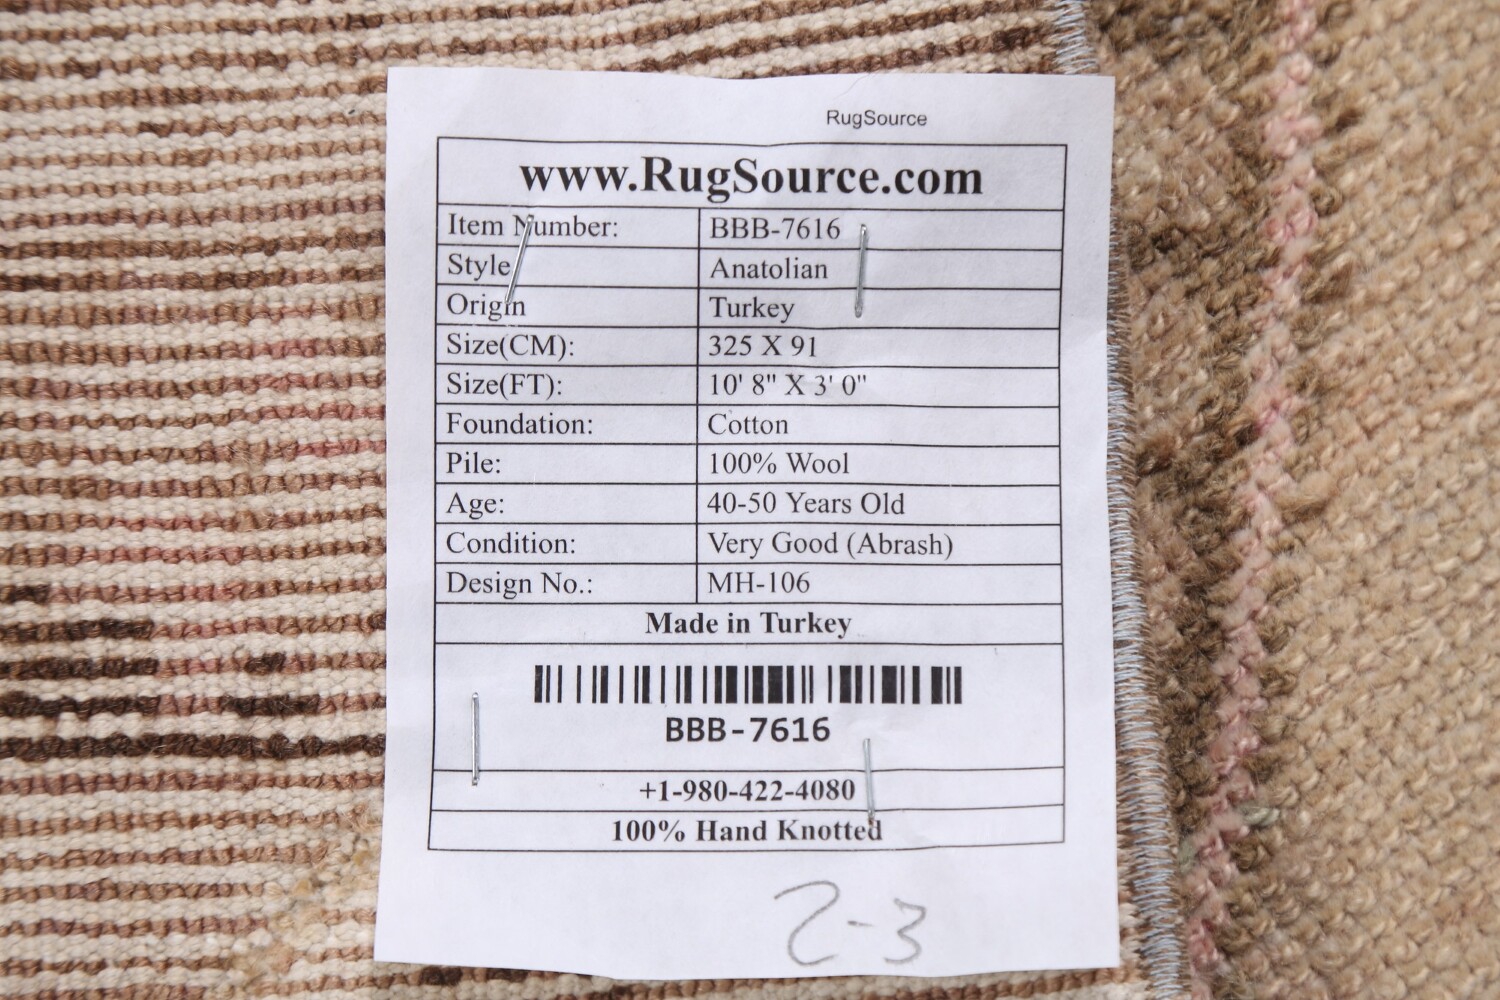 RugSource
www.RugSource.com
Item Number: BBB-7616
Style Anatolian
Origin Turkey
Size(CM): 325 X 91
Size(FT): 10' 8" X 3' 0"
Foundation: Cotton
Pile: 100% Wool
Age: 40-50 Years Old
Condition: Very Good (Abrash)
Design No.: MH-106
Made in Turkey
BBB-7616
+1-980-422-4080
100% Hand Knotted
2-3